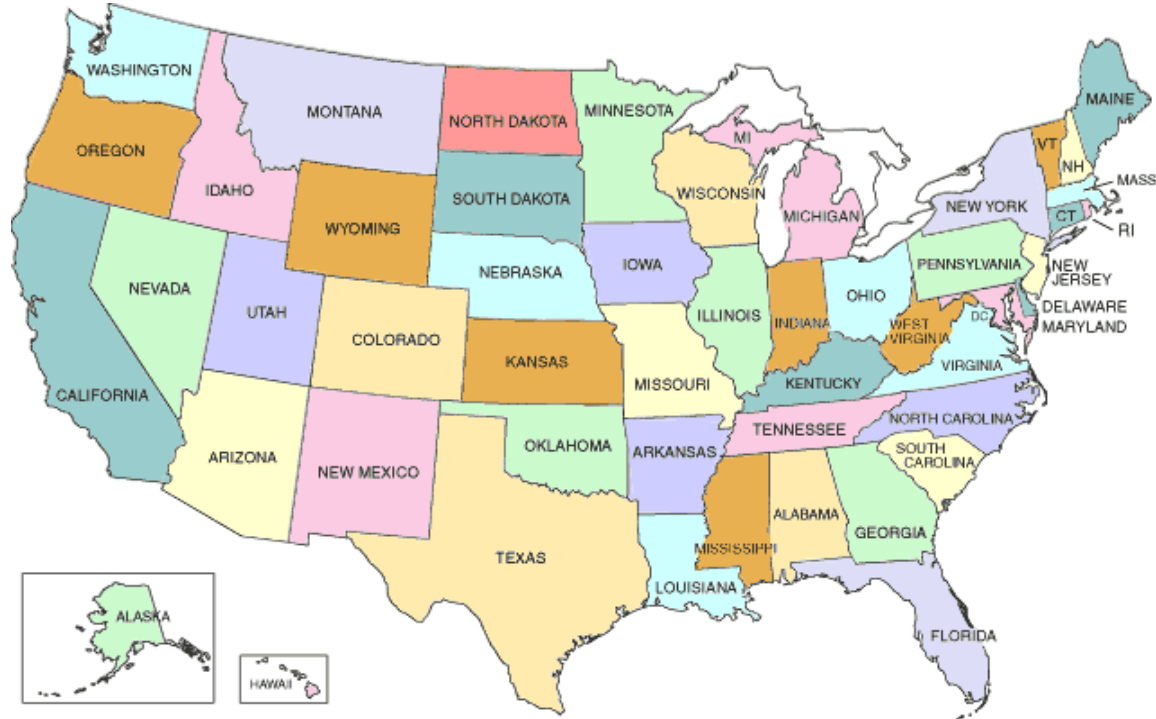 WASHINGTON
MONTANA
NORTH DAKOTA
MINNESOTA
MAINE
OREGON
IDAHO
MI
VT
NH
MASS
WYOMING
SOUTH DAKOTA
WISCONSIN
MICHIGAN
NEW YORK
CT
RI
NEVADA
UTAH
NEBRASKA
IOWA
PENNSYLVANIA
NEW
JERSEY
COLORADO
KANSAS
ILLINOIS
INDIANA
OHIO
DC
DELAWARE
MARYLAND
WEST
VIRGINIA
VIRGINIA
CALIFORNIA
MISSOURI
KENTUCKY
ARIZONA
NEW MEXICO
OKLAHOMA
ARKANSAS
TENNESSEE
NORTH CAROLINA
SOUTH
CAROLINA
TEXAS
MISSISSIPPI
ALABAMA
GEORGIA
LOUISIANA
FLORIDA
ALASKA
HAWAII